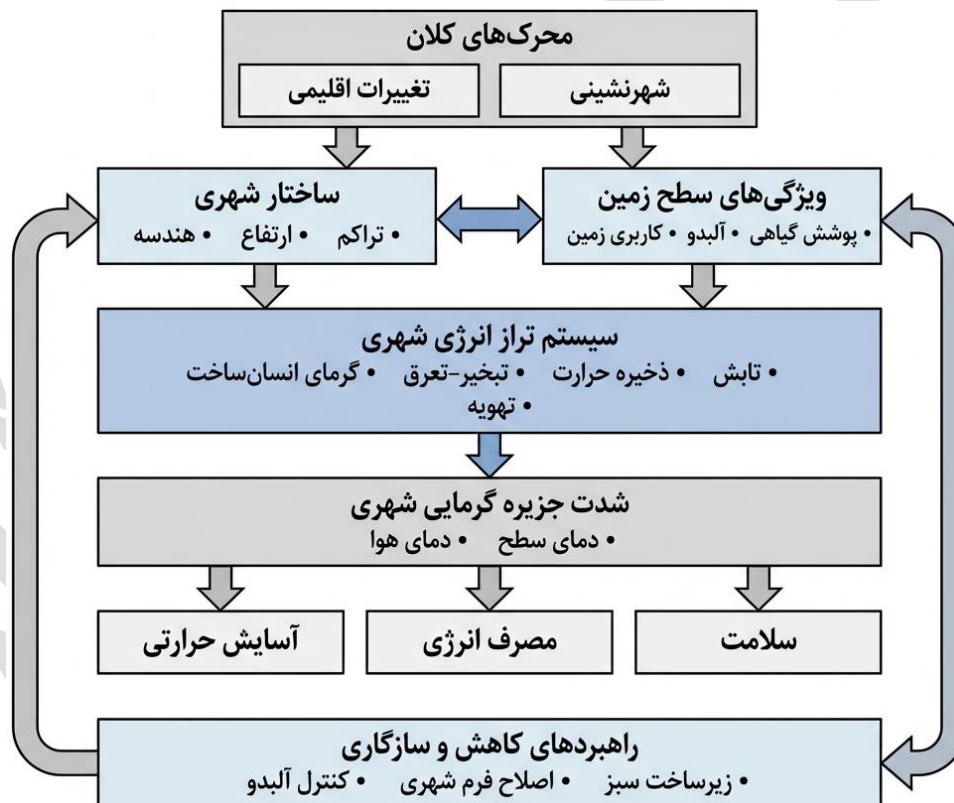 محرک‌های کلان
شهرنشینی
تغییرات اقلیمی
ویژگی‌های سطح زمین
• پوشش گیاهی • آلبدو • کاربری زمین
ساختار شهری
• تراکم • ارتفاع • هندسه
سیستم تراز انرژی شهری
• تابش • ذخیره حرارت • تبخیر-تعرق • گرمای انسان‌ساخت
• تهویه
شدت جزیره گرمایی شهری
• دمای سطح • دمای هوا
سلامت
مصرف انرژی
آسایش حرارتی
راهبردهای کاهش و سازگاری
• زیرساخت سبز • اصلاح فرم شهری • کنترل آلبدو